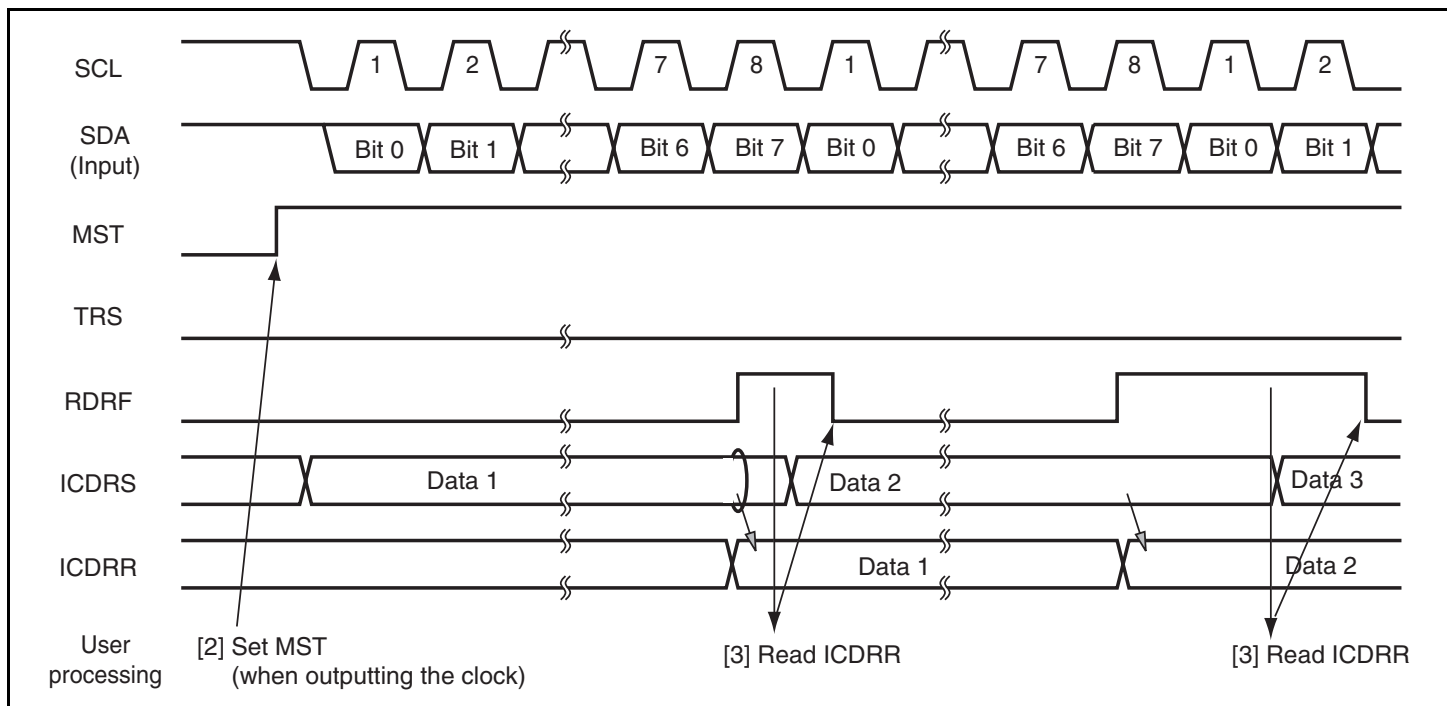 SCL 1 2 7 8 1 7 8 1 2
SDA
(Input)
Bit 0 Bit 1 Bit 6 Bit 7 Bit 0 Bit 6 Bit 7 Bit 0 Bit 1
MST
TRS
RDRF
ICDRS Data 1 Data 2 Data 3
ICDRR Data 1 Data 2
User
processing
[2] Set MST
(when outputting the clock)
[3] Read ICDRR
[3] Read ICDRR